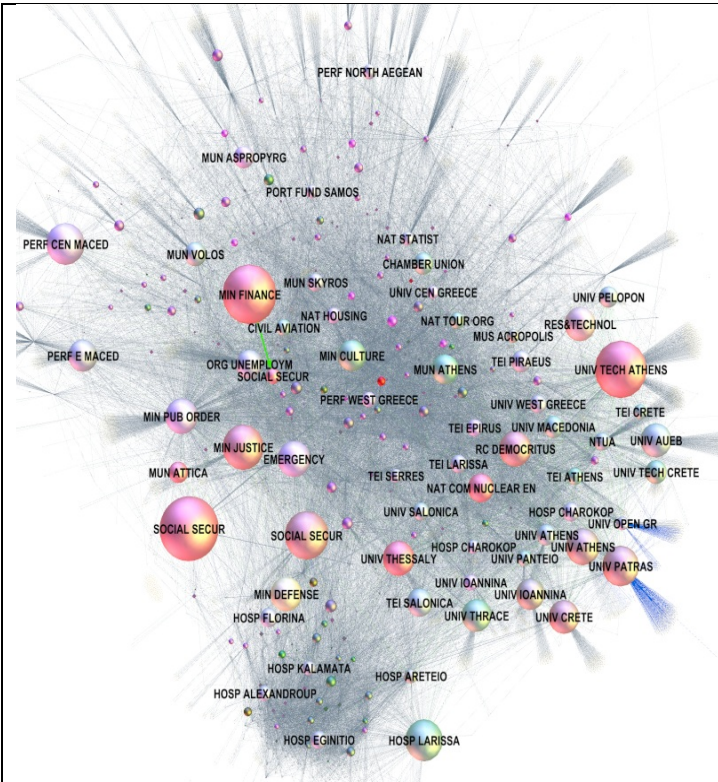 PERF NORTH AEGEAN
MUN ASPROPYRG
PORT FUND SAMOS
PERF CEN MACED
MUN VOLOS
NAT STATIST
CHAMBER UNION
MIN FINANCE
MUN SKYROS
UNIV CEN GREECE
UNIV PELOPON
NAT HOUSING
NAT TOUR ORG
RES&TECHNOL
CIVIL AVIATION
MUS ACROPOLIS
PERF E MACED
MIN CULTURE
ORG UNEMPLOYM
MUN ATHENS
TEI PIRAEUS
UNIV TECH ATHENS
SOCIAL SECUR
PERF WEST GREECE
UNIV WEST GREECE
MIN PUB ORDER
TEI CRETE
TEI EPIRUS
UNIV MACEDONIA
MIN JUSTICE
RC DEMOCRITUS
NTUA
UNIV AUEB
EMERGENCY
TEI LARISSA
MUN ATTICA
TEI SERRES
TEI ATHENS
UNIV TECH CRETE
NAT COM NUCLEAR EN
UNIV SALONICA
HOSP CHAROKOP
UNIV OPEN GR
SOCIAL SECUR
SOCIAL SECUR
UNIV ATHENS
HOSP CHAROKOP
UNIV ATHENS
UNIV THESSALY
UNIV PANTEIO
UNIV PATRAS
UNIV IOANNINA
MIN DEFENSE
UNIV IOANNINA
TEI SALONICA
HOSP FLORINA
UNIV THRACE
UNIV CRETE
HOSP KALAMATA
HOSP ARETEIO
HOSP ALEXANDROUP
HOSP EGINITIO
HOSP LARISSA